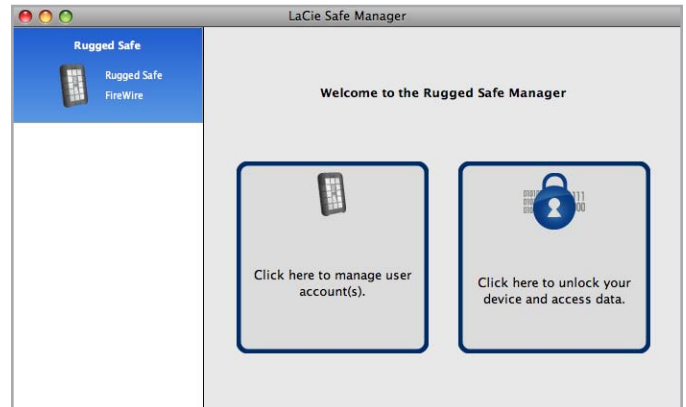 LaCie Safe Manager
Rugged Safe
Rugged Safe
FireWire
Welcome to the Rugged Safe Manager
Click here to manage user
account(s).
Click here to unlock your
device and access data.